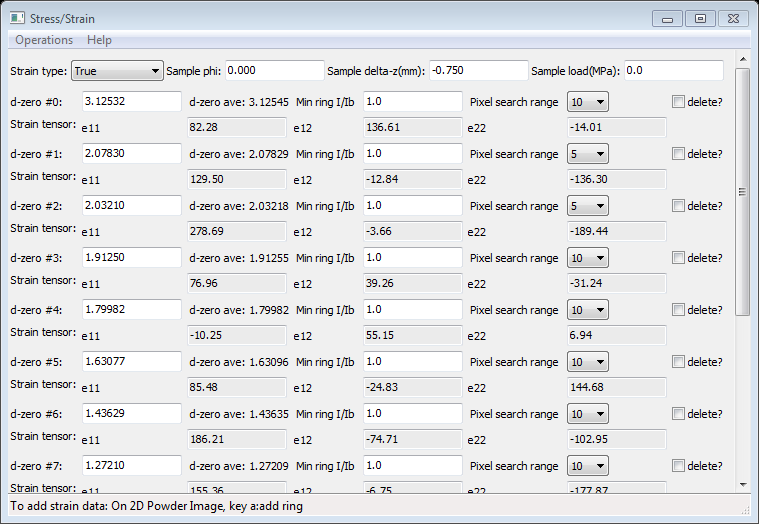 Stress/Strain
Operations Help
Strain type: True Sample phi: 0.000 Sample delta-z(mm): -0.750 Sample load(MPa): 0.0
d-zero #0: 3.12532 d-zero ave: 3.12545 Min ring I/Ib 1.0 Pixel search range 10 delete?
Strain tensor: e11 82.28 e12 136.61 e22 -14.01
d-zero #1: 2.07830 d-zero ave: 2.07829 Min ring I/Ib 1.0 Pixel search range 5 delete?
Strain tensor: e11 129.50 e12 -12.84 e22 -136.30
d-zero #2: 2.03210 d-zero ave: 2.03218 Min ring I/Ib 1.0 Pixel search range 5 delete?
Strain tensor: e11 278.69 e12 -3.66 e22 -189.44
d-zero #3: 1.91250 d-zero ave: 1.91255 Min ring I/Ib 1.0 Pixel search range 10 delete?
Strain tensor: e11 76.96 e12 39.26 e22 -31.24
d-zero #4: 1.79982 d-zero ave: 1.79982 Min ring I/Ib 1.0 Pixel search range 10 delete?
Strain tensor: e11 -10.25 e12 55.15 e22 6.94
d-zero #5: 1.63077 d-zero ave: 1.63096 Min ring I/Ib 1.0 Pixel search range 10 delete?
Strain tensor: e11 85.48 e12 -24.83 e22 144.68
d-zero #6: 1.43629 d-zero ave: 1.43635 Min ring I/Ib 1.0 Pixel search range 10 delete?
Strain tensor: e11 186.21 e12 -74.71 e22 -102.95
d-zero #7: 1.27210 d-zero ave: 1.27209 Min ring I/Ib 1.0 Pixel search range 10 delete?
Strain tensor: e11 155.36 e12 -6.75 e22 -177.87
To add strain data: On 2D Powder Image, key a:add ring